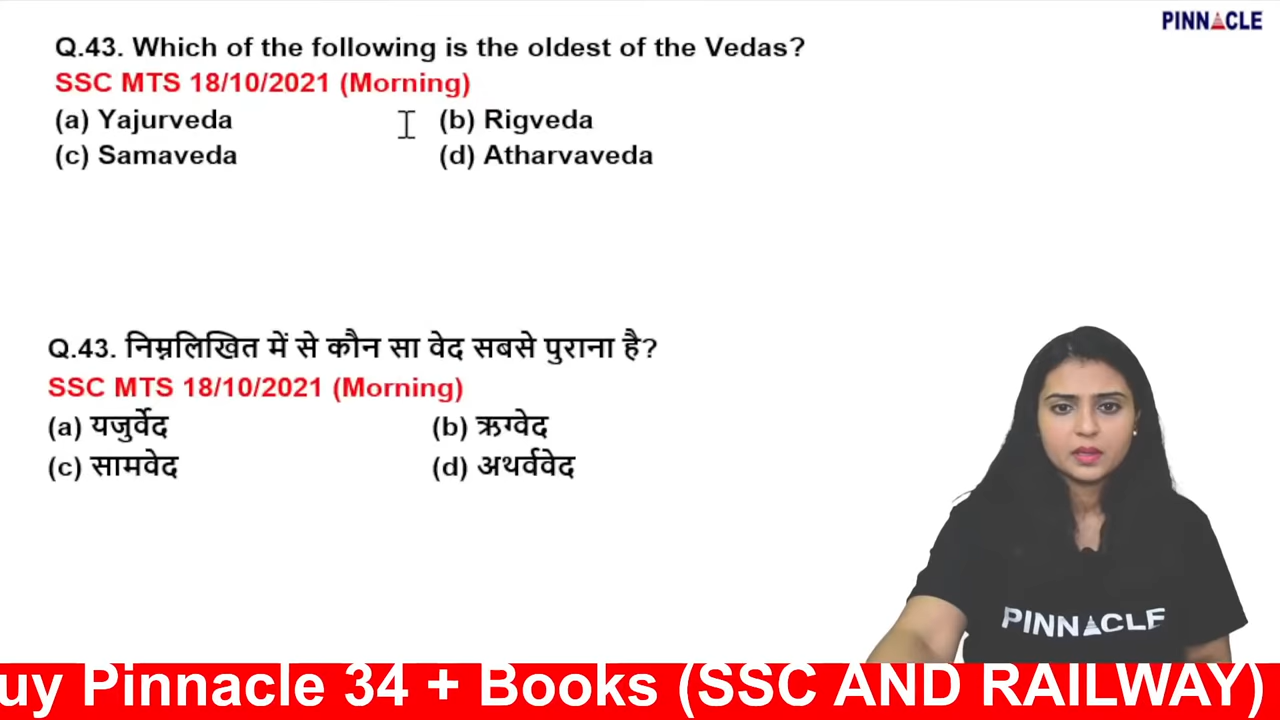 PINNACLE
Q.43. Which of the following is the oldest of the Vedas?
SSC MTS 18/10/2021 (Morning)
(a) Yajurveda (b) Rigveda
(c) Samaveda (d) Atharvaveda
Q.43. निम्नलिखित में से कौन सा वेद सबसे पुराना है?
SSC MTS 18/10/2021 (Morning)
(a) यजुर्वेद (b) ऋग्वेद
(c) सामवेद (d) अथर्ववेद
PINNACLE
uy Pinnacle 34 + Books (SSC AND RAILWAY)